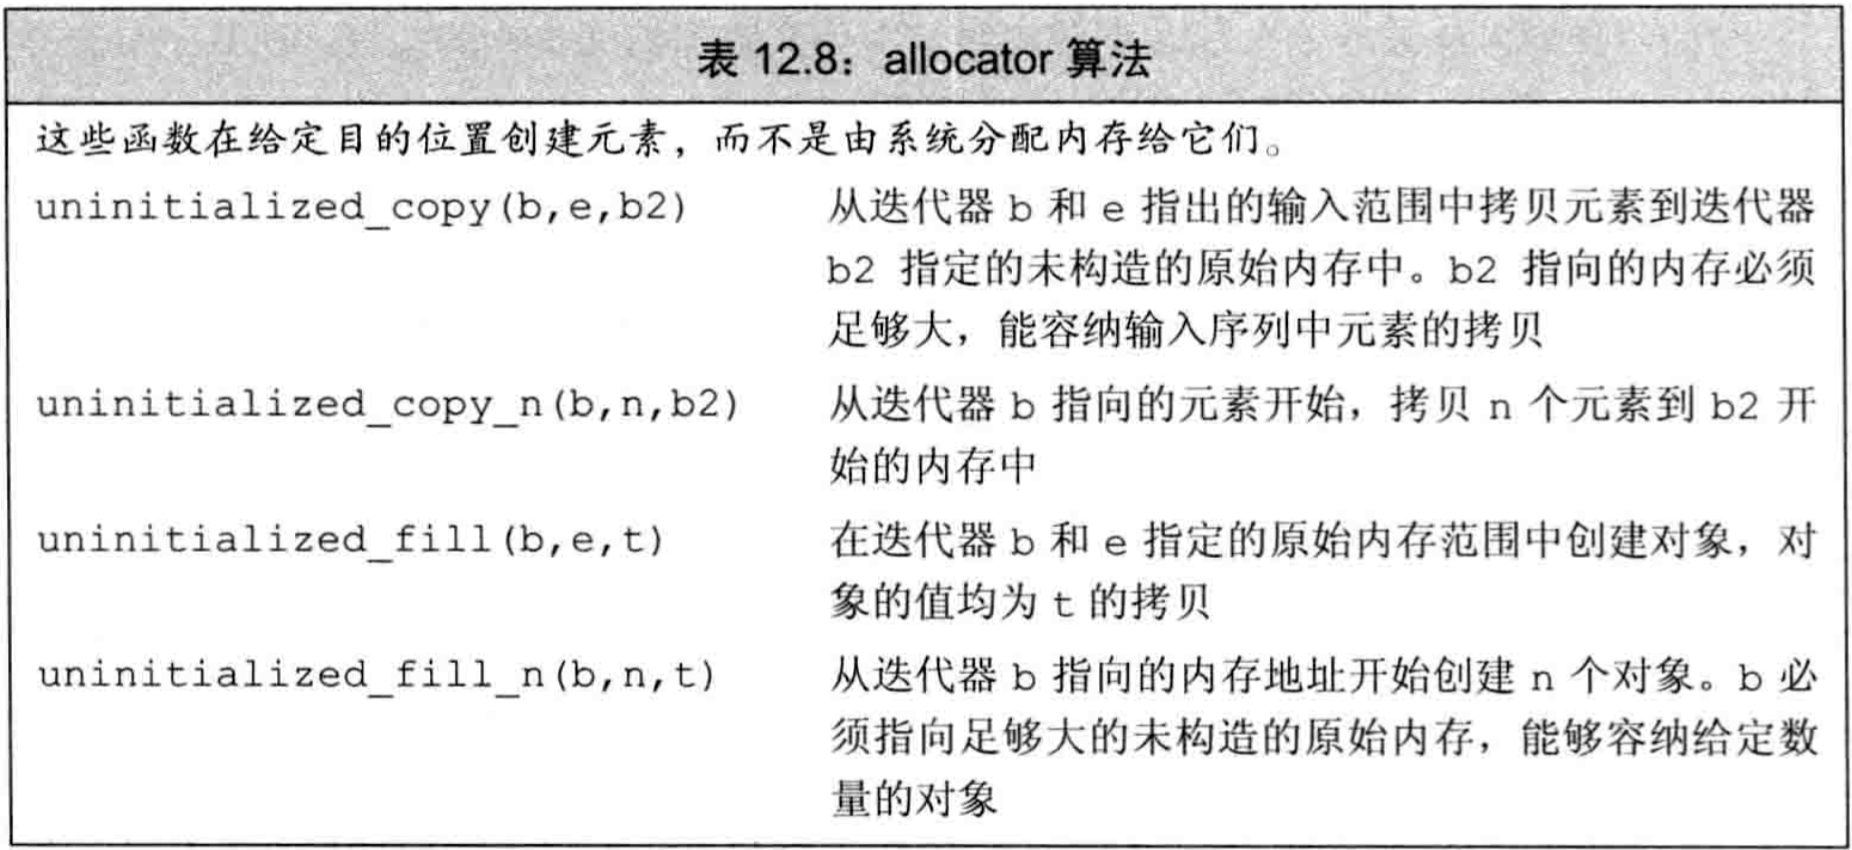 表 12.8：allocator 算法
这些函数在给定目的位置创建元素，而不是由系统分配内存给它们。
uninitialized_copy(b,e,b2) 从迭代器 b 和 e 指出的输入范围中拷贝元素到迭代器
b2 指定的未构造的原始内存中。b2 指向的内存必须
足够大，能容纳输入序列中元素的拷贝
uninitialized_copy_n(b,n,b2) 从迭代器 b 指向的元素开始，拷贝 n 个元素到 b2 开
始的内存中
uninitialized_fill(b,e,t) 在迭代器 b 和 e 指定的原始内存范围中创建对象，对
象的值均为 t 的拷贝
uninitialized_fill_n(b,n,t) 从迭代器 b 指向的内存地址开始创建 n 个对象。b 必
须指向足够大的未构造的原始内存，能够容纳给定数
量的对象